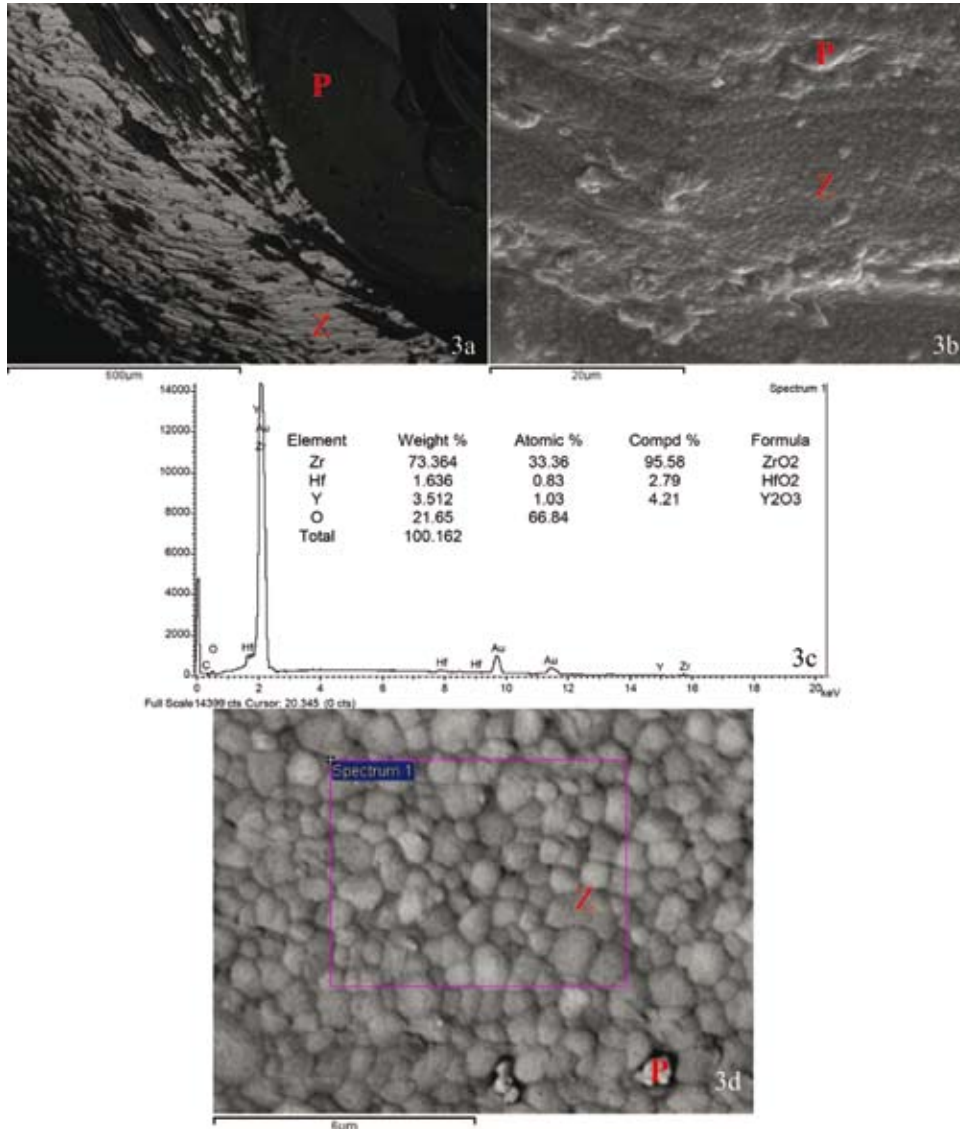 P
Z
3a
500µm
P
Z
3b
20µm
14000
12000
10000
8000
6000
4000
2000
0
Spectrum 1
Element Weight % Atomic % Compd % Formula
Zr 73.364 33.36 95.58 ZrO2
Hf 1.636 0.83 2.79 HfO2
Y 3.512 1.03 4.21 Y2O3
O 21.65 66.84
Total 100.162
Y
Au
Zr
C
O
Hf
Hf
Hf
Au
Au
Y
Zr
3c
0 2 4 6 8 10 12 14 16 18 20
keV
Full Scale 14399 cts Cursor: 20.345 (0 cts)
Spectrum 1
Z
P
3d
6µm